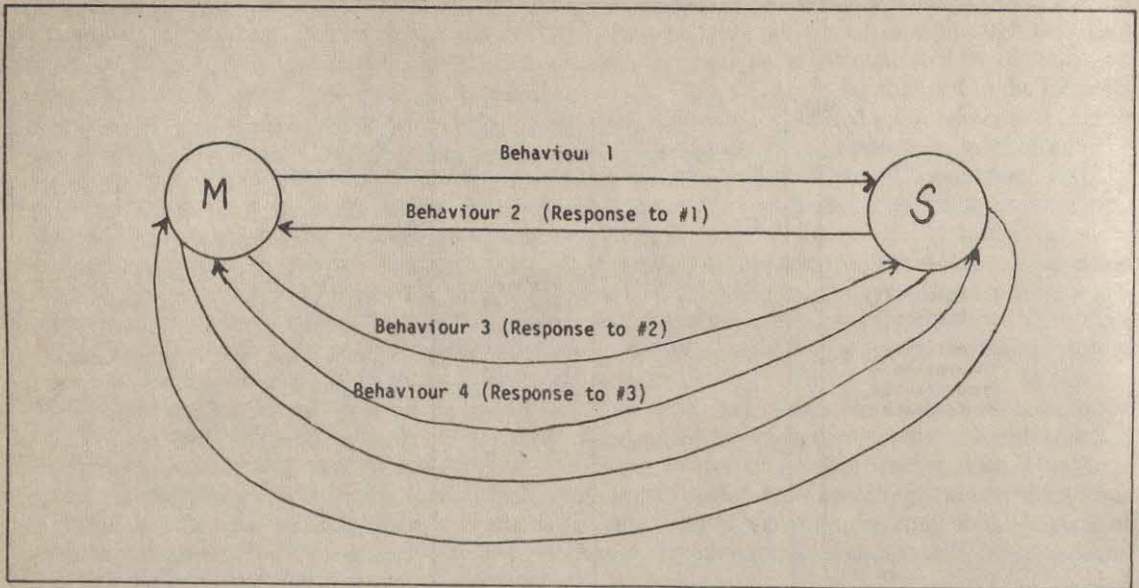 Behaviour 1
M
S
Behaviour 2 (Response to #1)
Behaviour 3 (Response to #2)
Behaviour 4 (Response to #3)